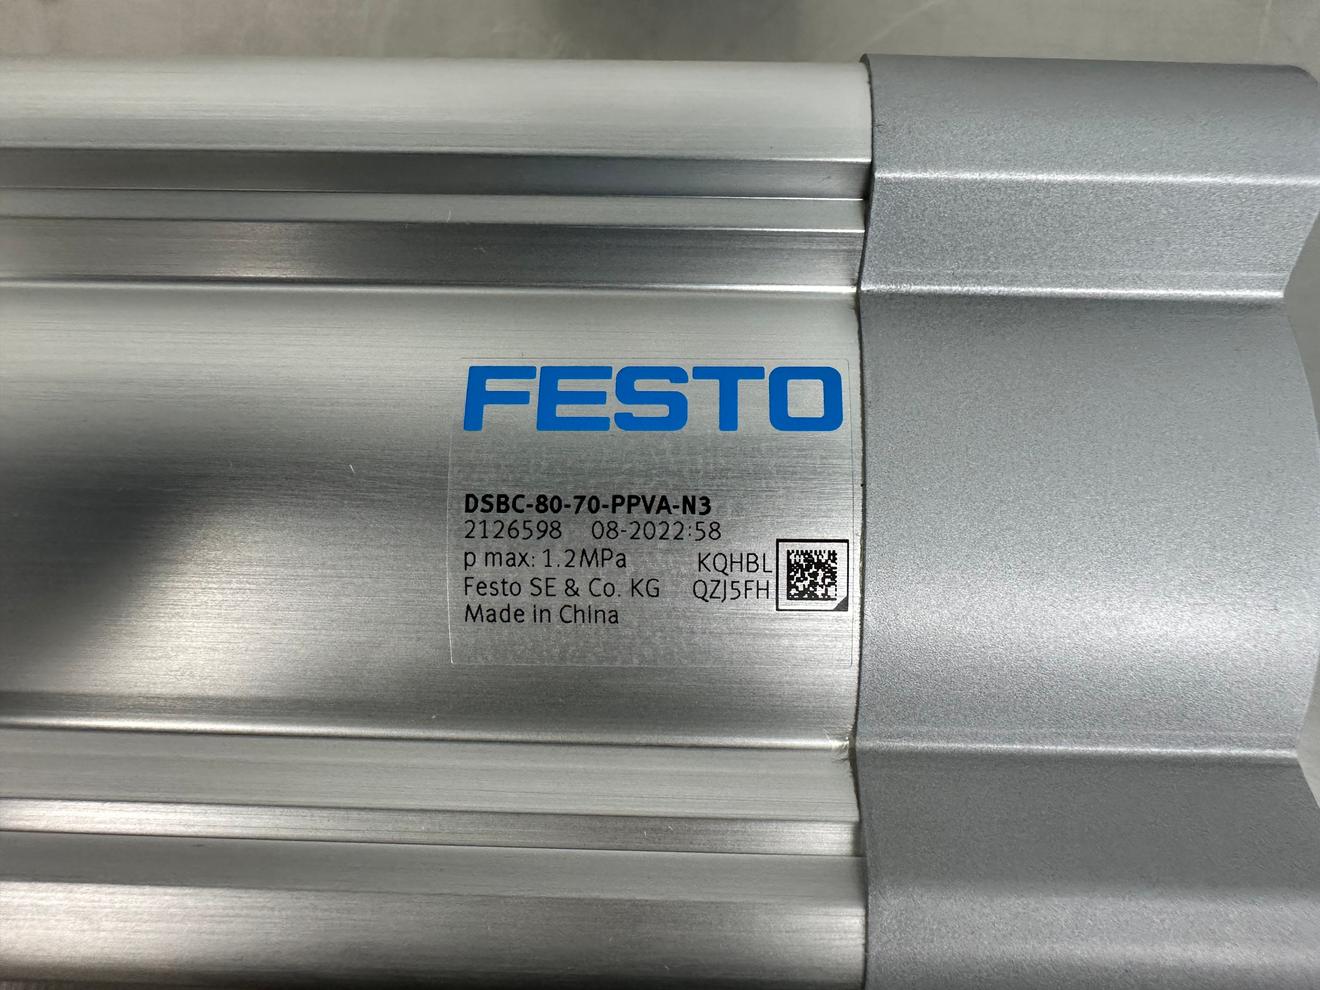 FESTO
DSBC-80-70-PPVA-N3
2126598 08-2022:58
p max: 1.2MPa KQHBL
Festo SE & Co. KG QZJ5FH
Made in China